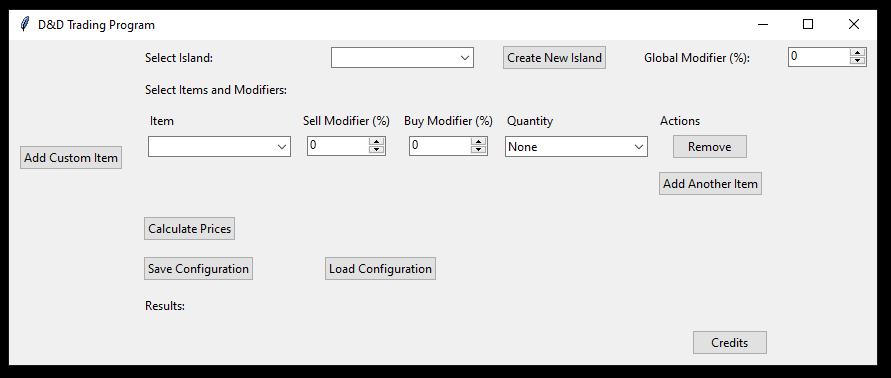 D&D Trading Program
Select Island: Create New Island Global Modifier (%): 0
Select Items and Modifiers:
Item Sell Modifier (%) Buy Modifier (%) Quantity Actions
0 0 None Remove
Add Custom Item
Add Another Item
Calculate Prices
Save Configuration Load Configuration
Results:
Credits